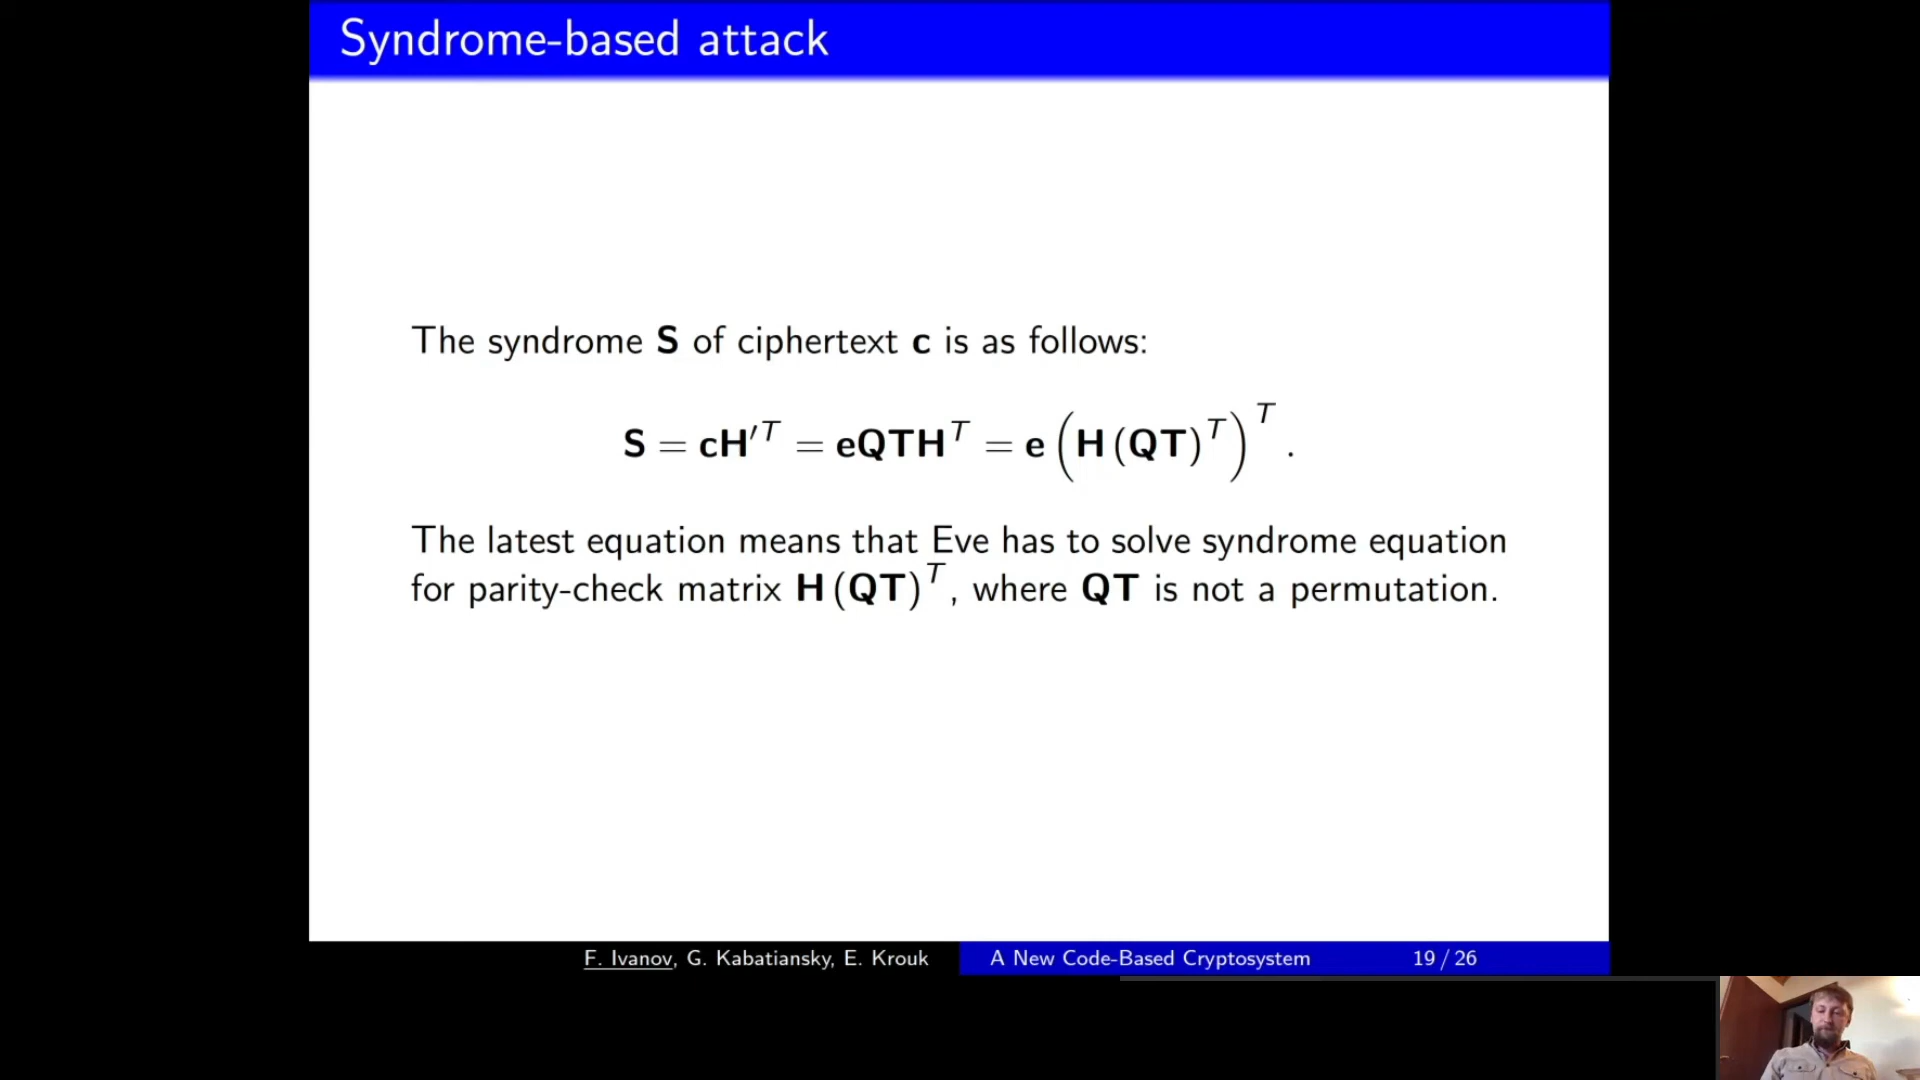 Syndrome-based attack
The syndrome S of ciphertext c is as follows:
S = cH′ᵀ = eQTHᵀ = e(H(QT)ᵀ)ᵀ.
The latest equation means that Eve has to solve syndrome equation
for parity-check matrix H(QT)ᵀ, where QT is not a permutation.
F. Ivanov, G. Kabatiansky, E. Krouk A New Code-Based Cryptosystem 19 / 26